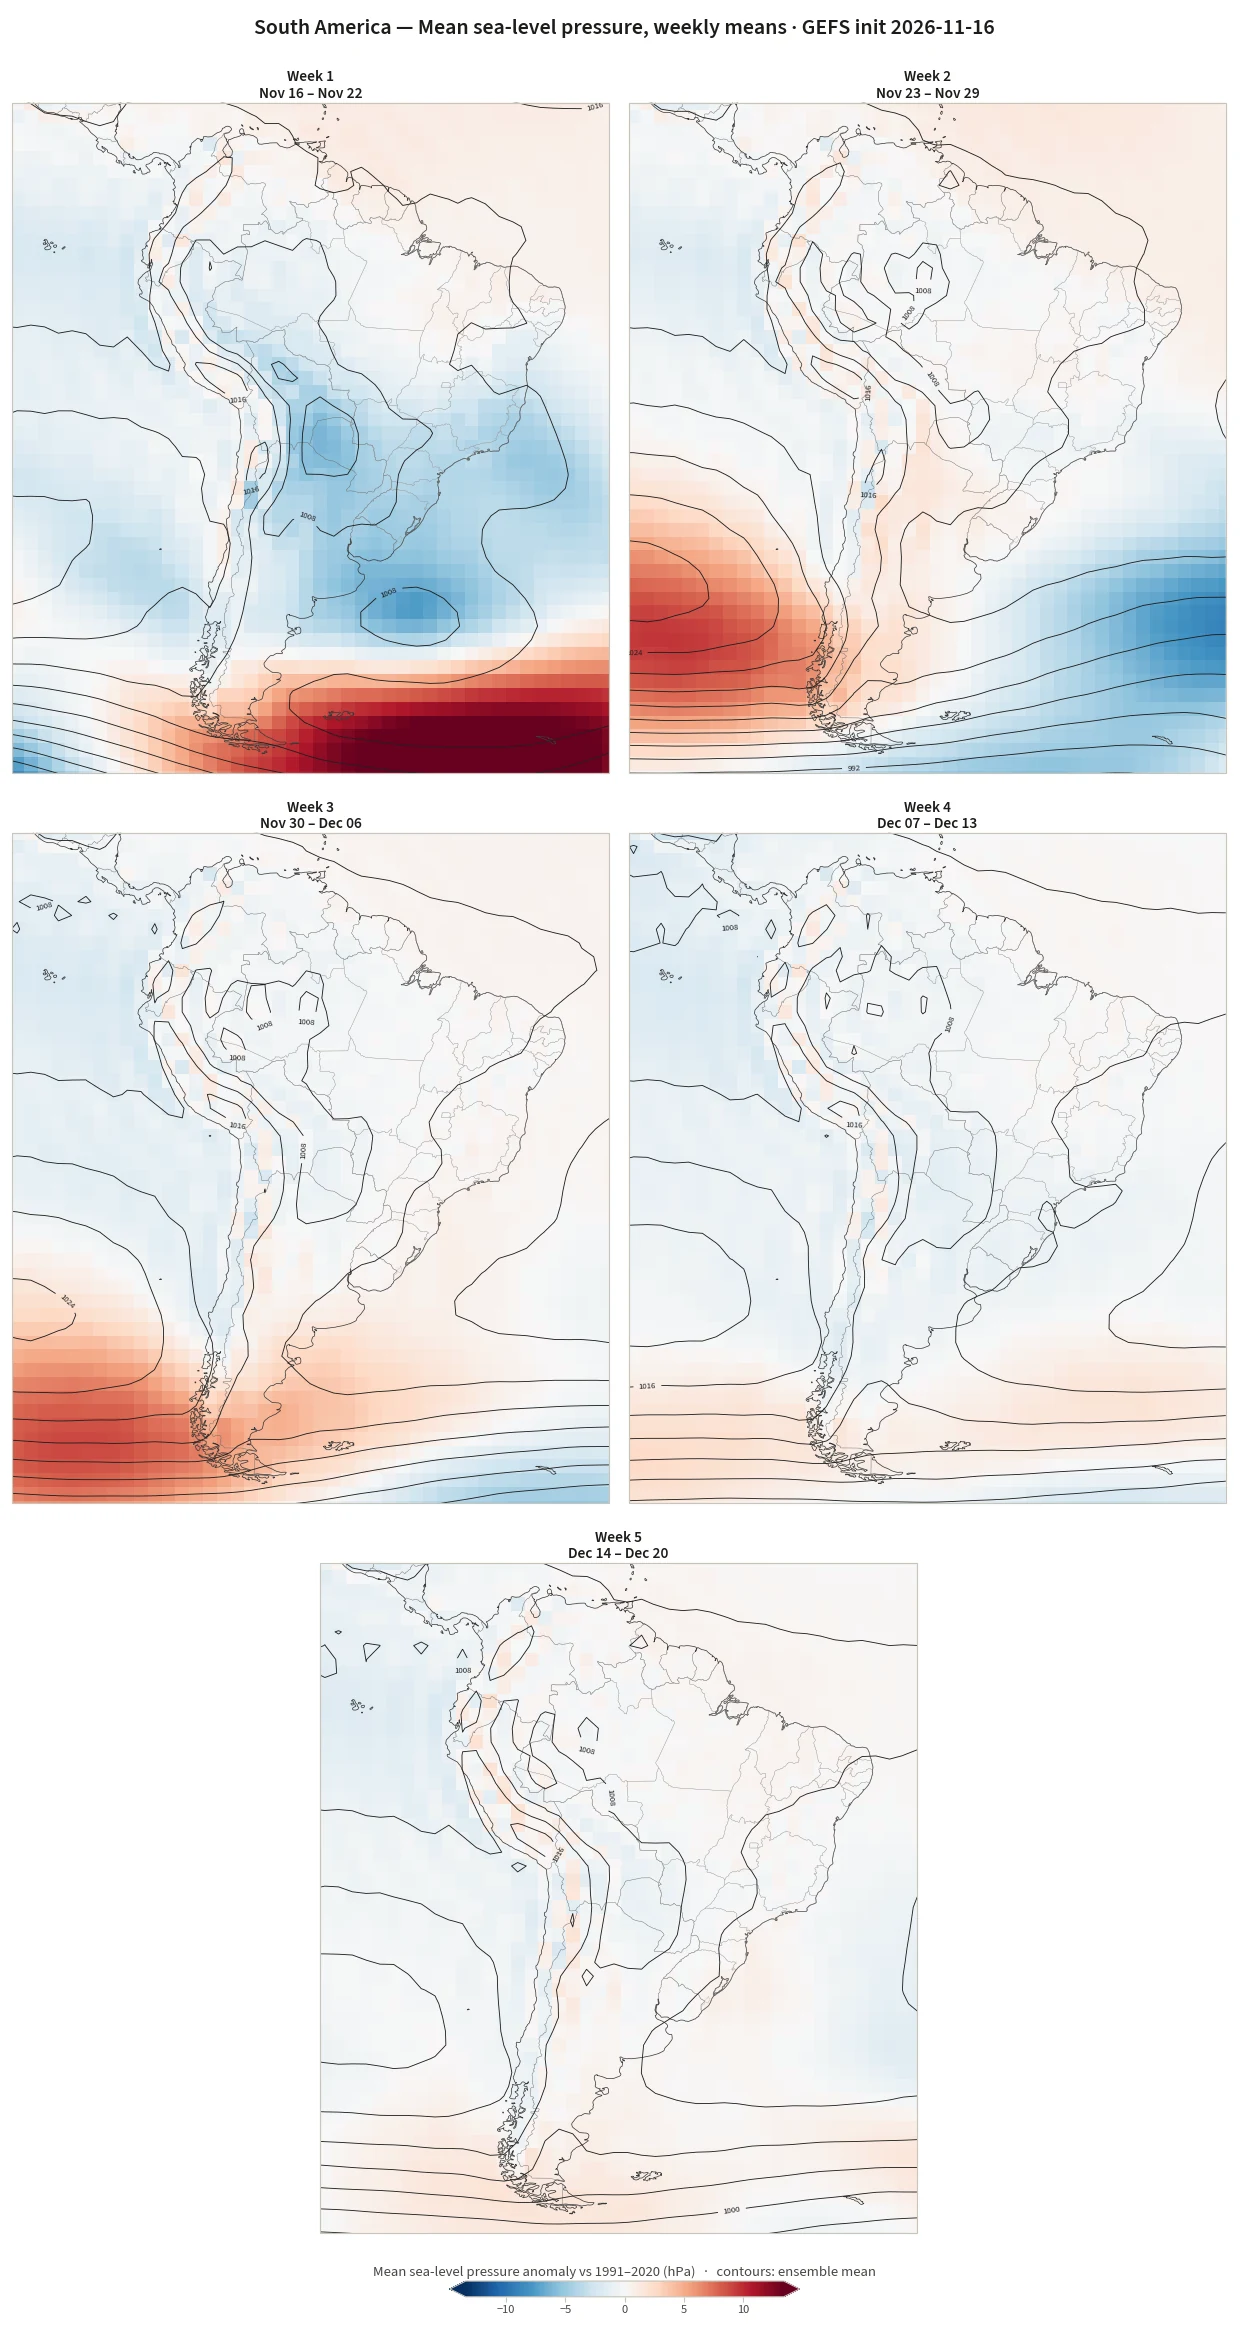 South America — Mean sea-level pressure, weekly means · GEFS init 2026-11-16
Week 1
Nov 16 – Nov 22
1016
1016
1016
1008
1008
Week 2
Nov 23 – Nov 29
1008
1008
1008
1016
1016
1024
992
Week 3
Nov 30 – Dec 06
1008
1008
1008
1008
1016
1008
1024
Week 4
Dec 07 – Dec 13
1008
1008
1016
1016
Week 5
Dec 14 – Dec 20
1008
1008
1008
1016
1000
Mean sea-level pressure anomaly vs 1991–2020 (hPa) · contours: ensemble mean
−10 −5 0 5 10